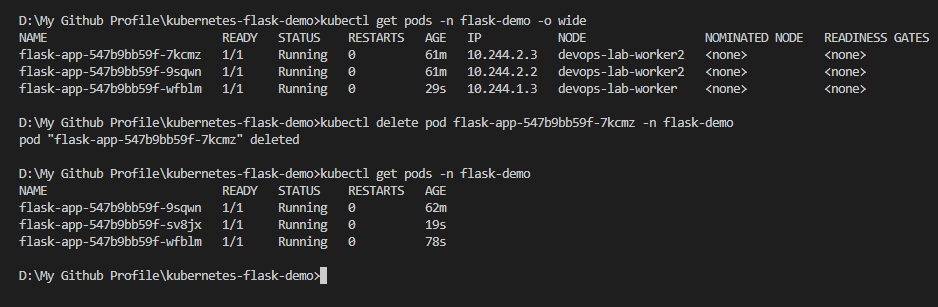 D:\My Github Profile\kubernetes-flask-demo>kubectl get pods -n flask-demo -o wide
NAME READY STATUS RESTARTS AGE IP NODE NOMINATED NODE READINESS GATES
flask-app-547b9bb59f-7kcmz 1/1 Running 0 61m 10.244.2.3 devops-lab-worker2 <none> <none>
flask-app-547b9bb59f-9sqwn 1/1 Running 0 61m 10.244.2.2 devops-lab-worker2 <none> <none>
flask-app-547b9bb59f-wfblm 1/1 Running 0 29s 10.244.1.3 devops-lab-worker <none> <none>
D:\My Github Profile\kubernetes-flask-demo>kubectl delete pod flask-app-547b9bb59f-7kcmz -n flask-demo
pod "flask-app-547b9bb59f-7kcmz" deleted
D:\My Github Profile\kubernetes-flask-demo>kubectl get pods -n flask-demo
NAME READY STATUS RESTARTS AGE
flask-app-547b9bb59f-9sqwn 1/1 Running 0 62m
flask-app-547b9bb59f-sv8jx 1/1 Running 0 19s
flask-app-547b9bb59f-wfblm 1/1 Running 0 78s
D:\My Github Profile\kubernetes-flask-demo>